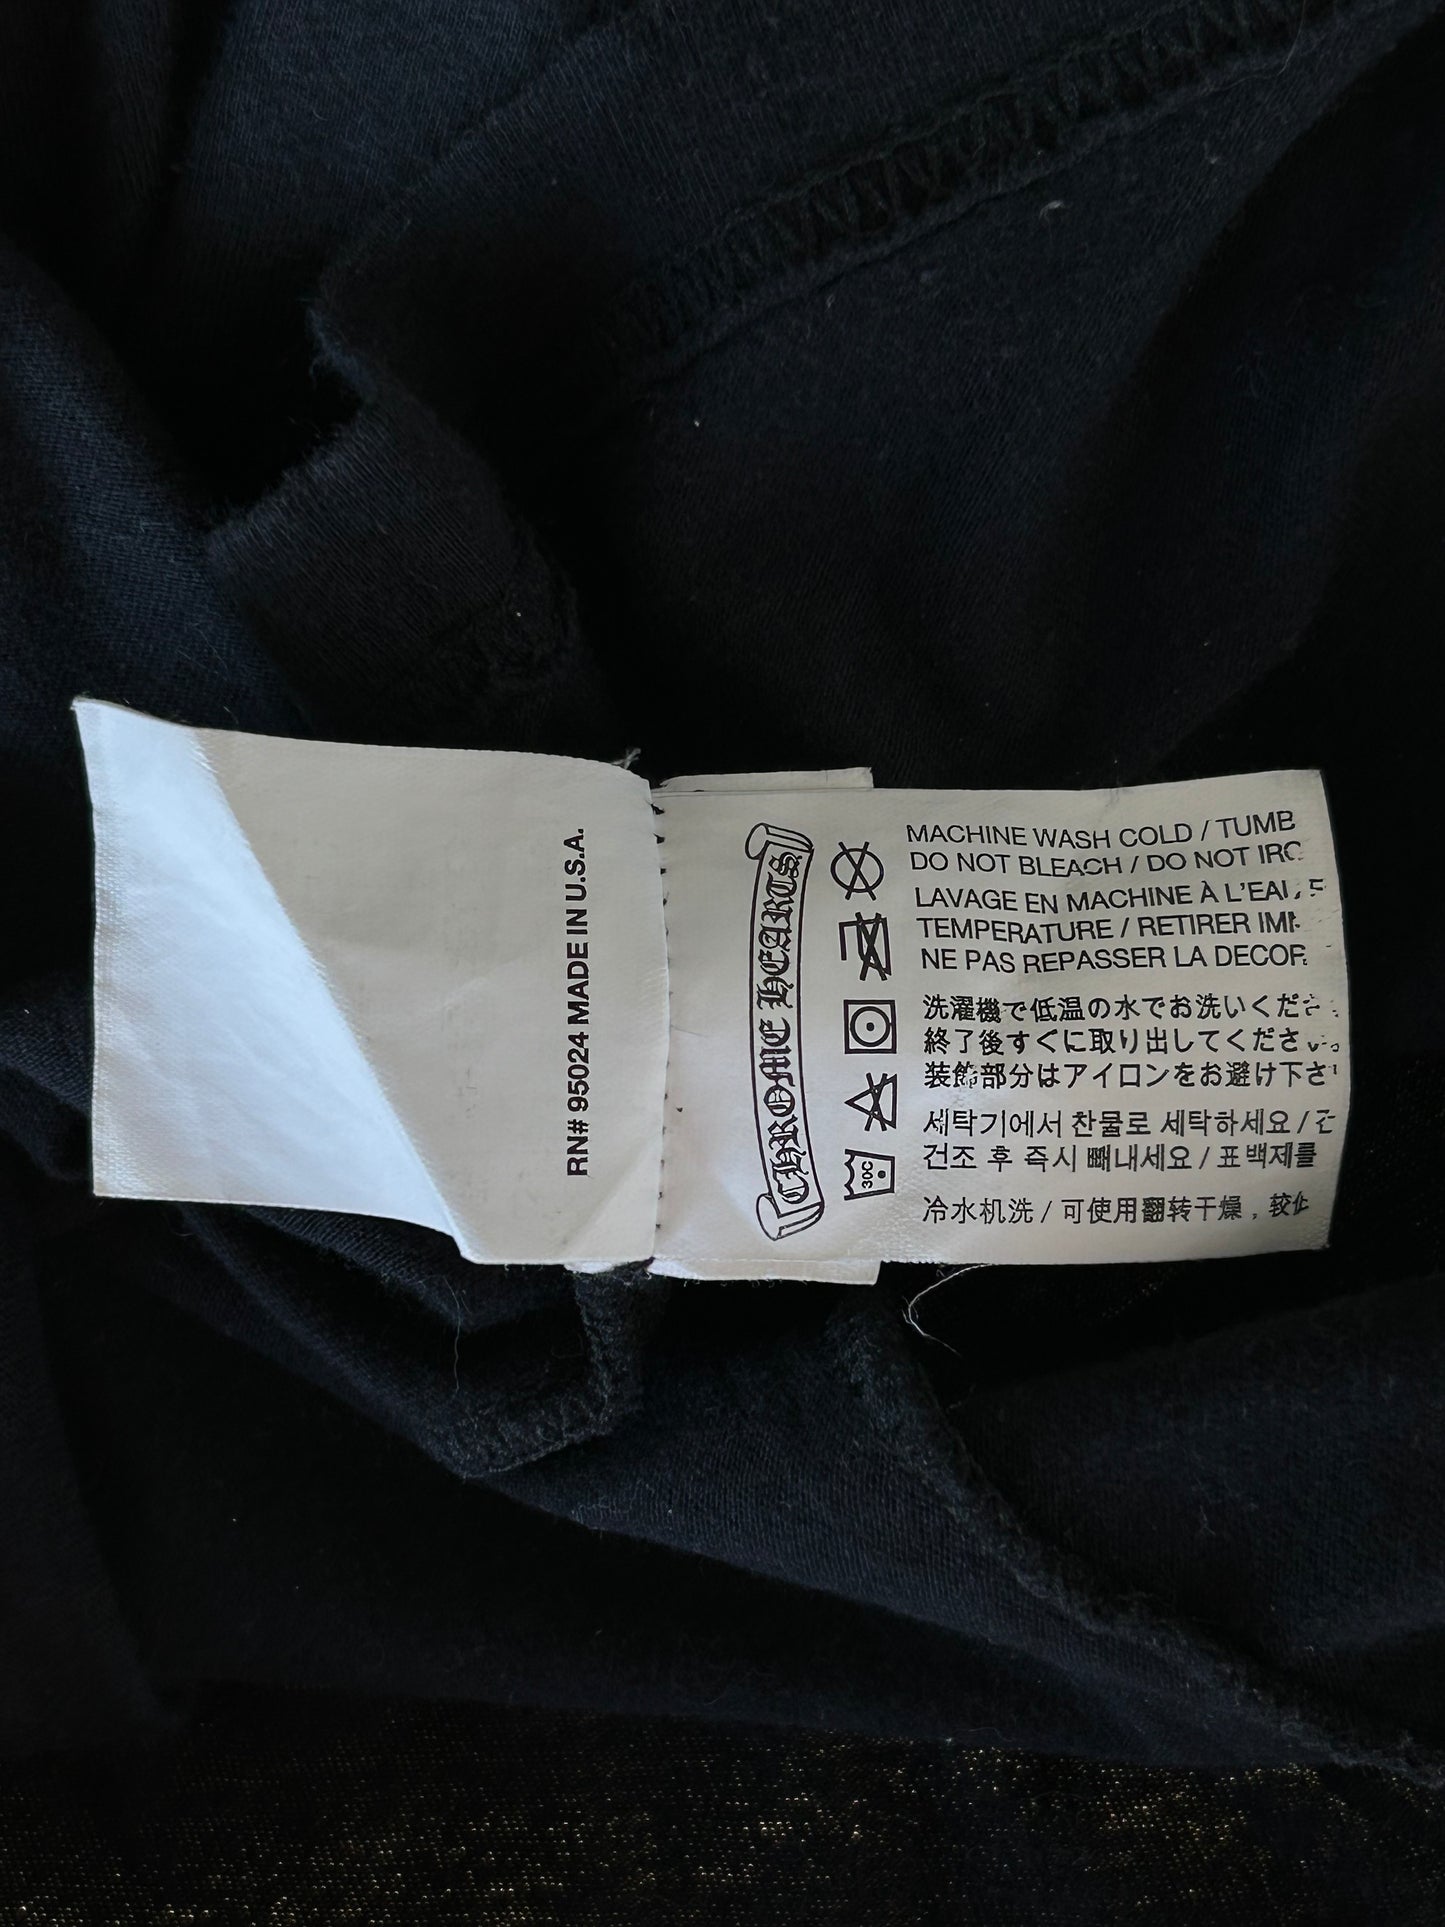 RN# 95024 MADE IN U.S.A.
CHROME HEARTS
30C
MACHINE WASH COLD / TUMB
DO NOT BLEACH / DO NOT IRO
LAVAGE EN MACHINE À L'EAU
TEMPERATURE / RETIRER IMM
NE PAS REPASSER LA DECOR
洗濯機で低温の水でお洗いくださ
終了後すぐに取り出してください。
装飾部分はアイロンをお避け下さ
세탁기에서 찬물로 세탁하세요 /
건조 후 즉시 빼내세요 / 표백제를
冷水机洗 / 可使用翻转干燥，较低